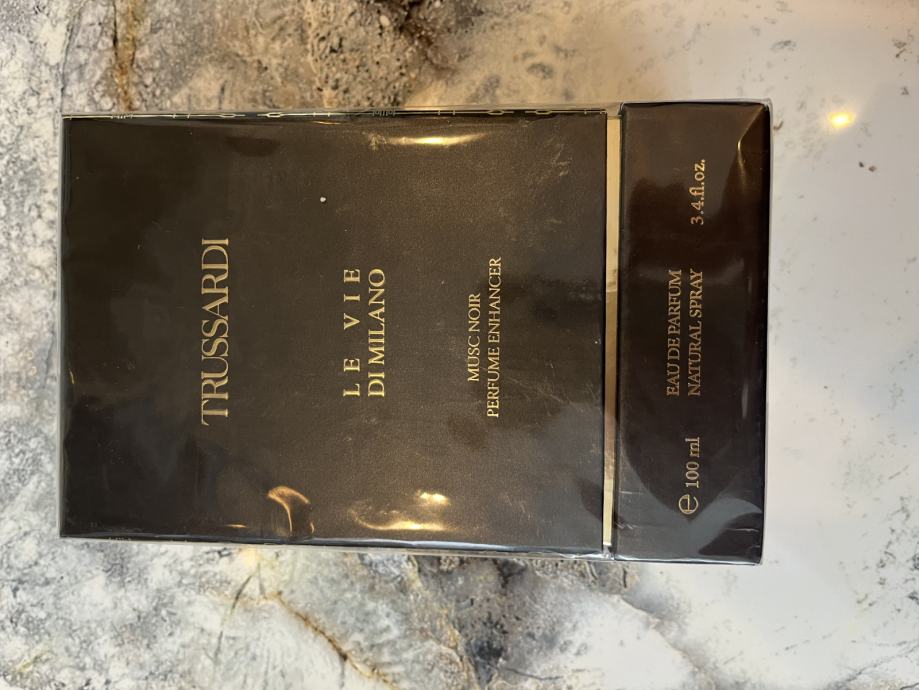 TRUSSARDI
LE VIE
DI MILANO
MUSC NOIR
PERFUME ENHANCER
℮ 100 ml
EAU DE PARFUM
NATURAL SPRAY
3.4.fl.oz.